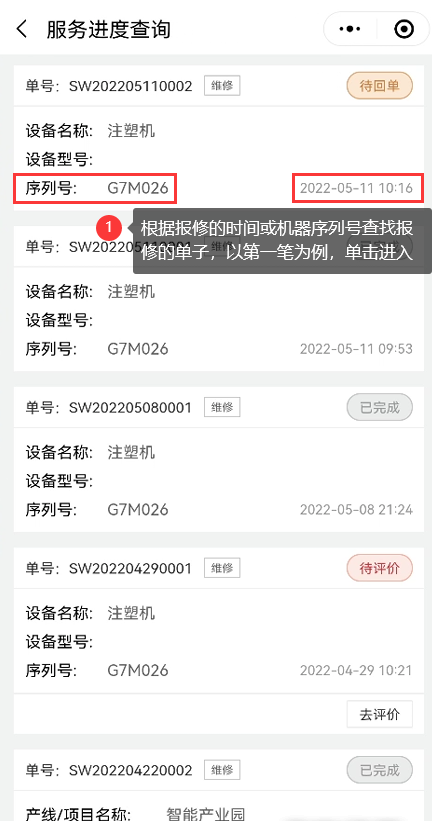 服务进度查询
单号: SW202205110002 维修 待回单
设备名称: 注塑机
设备型号:
序列号: G7M026 2022-05-11 10:16
1 根据报修的时间或机器序列号查找报
修的单子，以第一笔为例，单击进入
单号:
设备名称: 注塑机
设备型号:
序列号: G7M026 2022-05-11 09:53
单号: SW202205080001 维修 已完成
设备名称: 注塑机
设备型号:
序列号: G7M026 2022-05-08 21:24
单号: SW202204290001 维修 待评价
设备名称: 注塑机
设备型号:
序列号: G7M026 2022-04-29 10:21
去评价
单号: SW202204220002 维修 已完成
产线/项目名称: 智能产业园